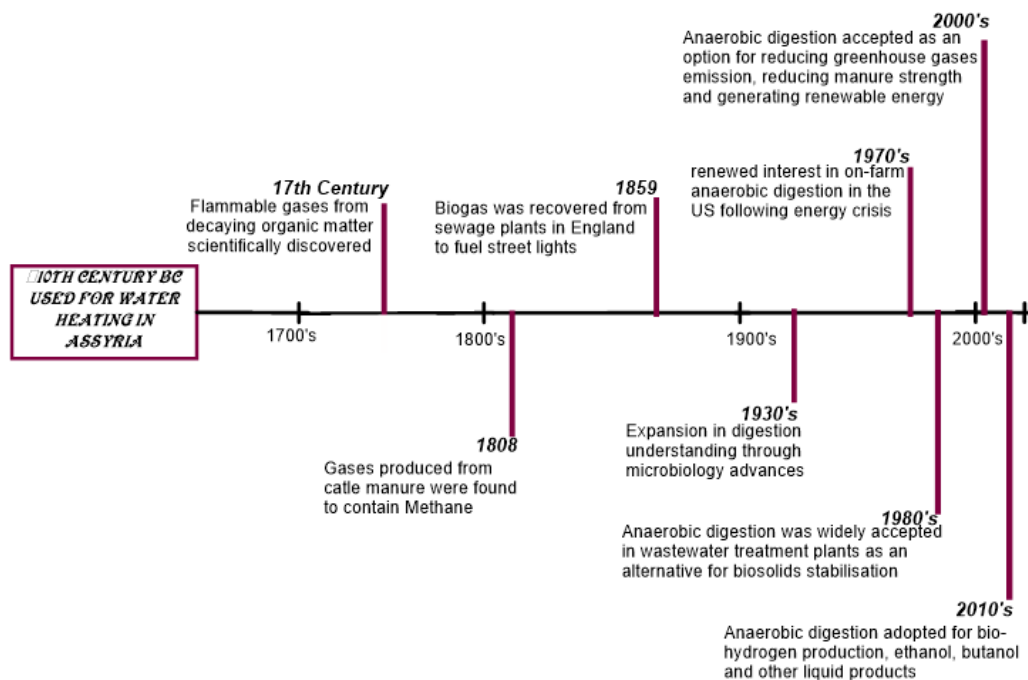 10TH CENTURY BC
USED FOR WATER
HEATING IN
ASSYRIA
17th Century
Flammable gases from
decaying organic matter
scientifically discovered
1700's
1808
Gases produced from
catle manure were found
to contain Methane
1800's
1859
Biogas was recovered from
sewage plants in England
to fuel street lights
1900's
1930's
Expansion in digestion
understanding through
microbiology advances
1970's
renewed interest in on-farm
anaerobic digestion in the
US following energy crisis
1980's
Anaerobic digestion was widely accepted
in wastewater treatment plants as an
alternative for biosolids stabilisation
2000's
2000's
Anaerobic digestion accepted as an
option for reducing greenhouse gases
emission, reducing manure strength
and generating renewable energy
2010's
Anaerobic digestion adopted for bio-
hydrogen production, ethanol, butanol
and other liquid products